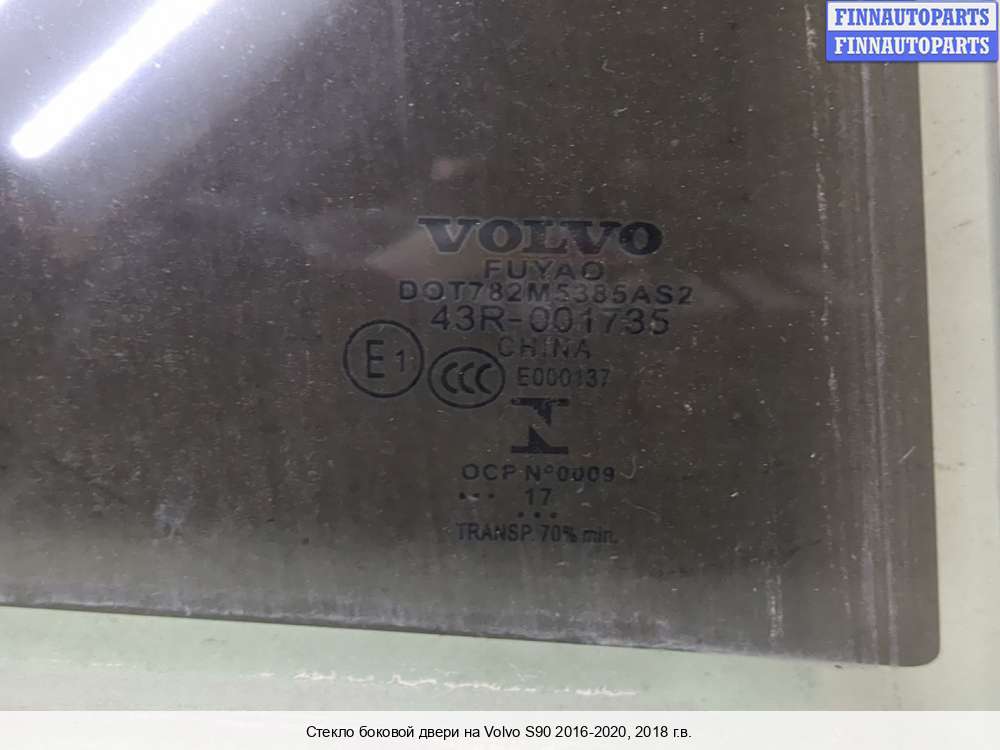 FINNAUTOPARTS
FINNAUTOPARTS
VOLVO
FUYAO
DOT782M5385AS2
43R-001735
CHINA
E1
CCC
E000137
N
OCP N°0009
... 17
...
TRANSP. 70% min.
Стекло боковой двери на Volvo S90 2016-2020, 2018 г.в.